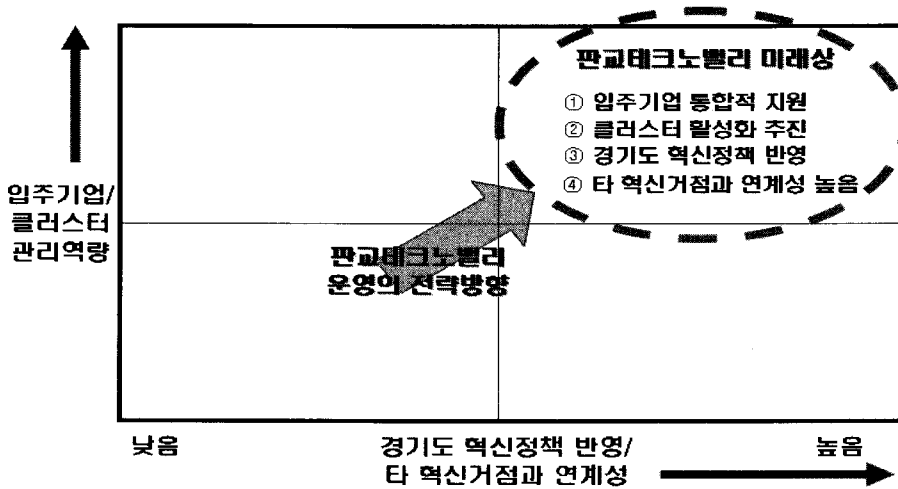 판교테크노밸리 미래상
① 입주기업 통합적 지원
② 클러스터 활성화 추진
③ 경기도 혁신정책 반영
④ 타 혁신거점과 연계성 높음
입주기업/
클러스터
관리역량
판교테크노밸리
운영의 전략방향
낮음
경기도 혁신정책 반영/
타 혁신거점과 연계성
높음